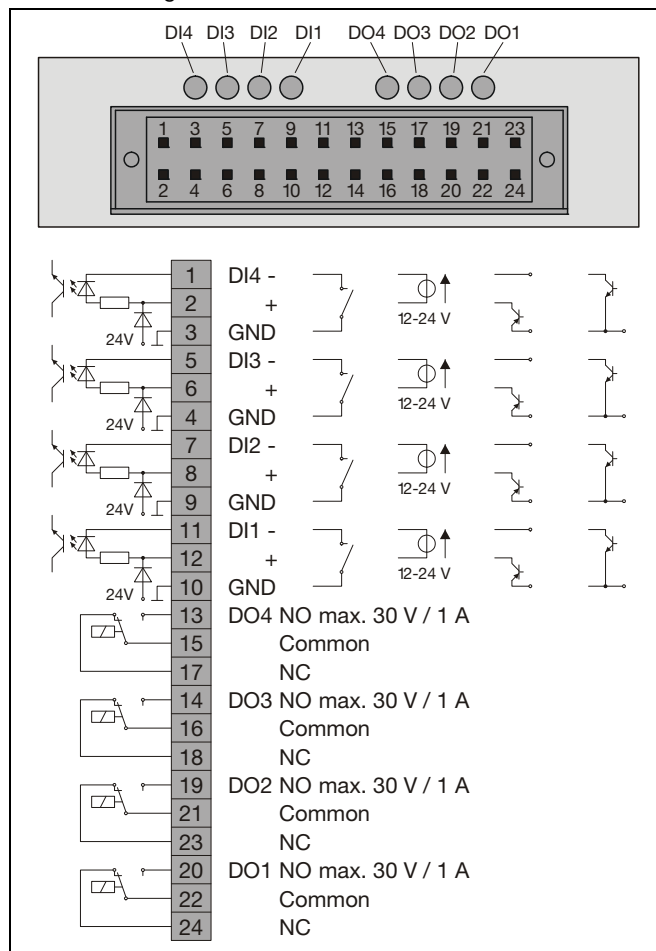 DI4 DI3 DI2 DI1 DO4 DO3 DO2 DO1
1 3 5 7 9 11 13 15 17 19 21 23
2 4 6 8 10 12 14 16 18 20 22 24
1 DI4 -
2 +
12-24 V
24V 3 GND
5 DI3 -
6 +
12-24 V
24V 4 GND
7 DI2 -
8 +
12-24 V
24V 9 GND
11 DI1 -
12 +
12-24 V
24V 10 GND
13 DO4 NO max. 30 V / 1 A
15 Common
17 NC
14 DO3 NO max. 30 V / 1 A
16 Common
18 NC
19 DO2 NO max. 30 V / 1 A
21 Common
23 NC
20 DO1 NO max. 30 V / 1 A
22 Common
24 NC